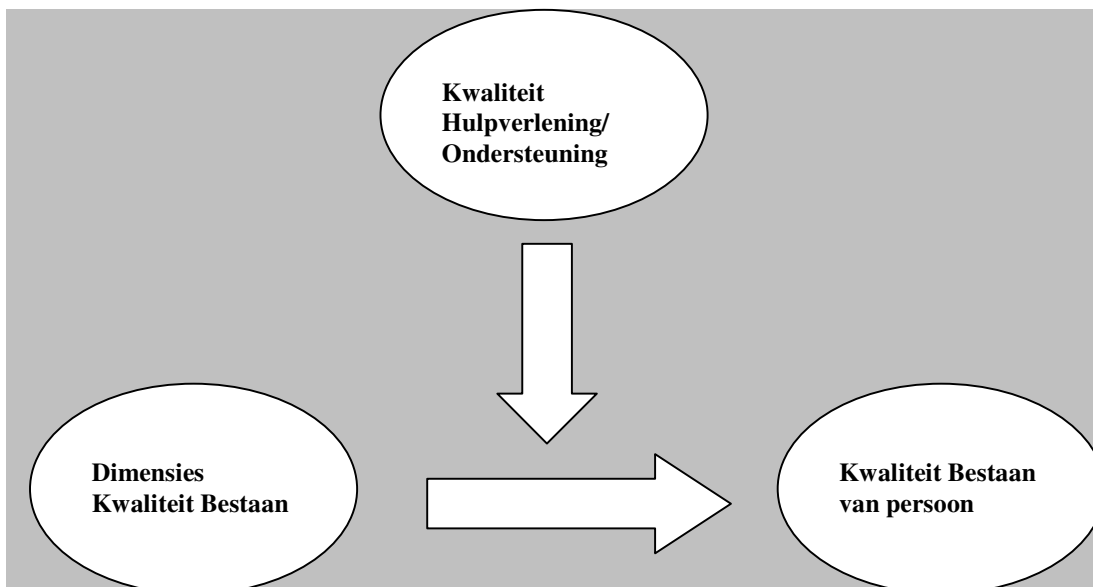 Kwaliteit
Hulpverlening/
Ondersteuning
Dimensies
Kwaliteit Bestaan
Kwaliteit Bestaan
van persoon